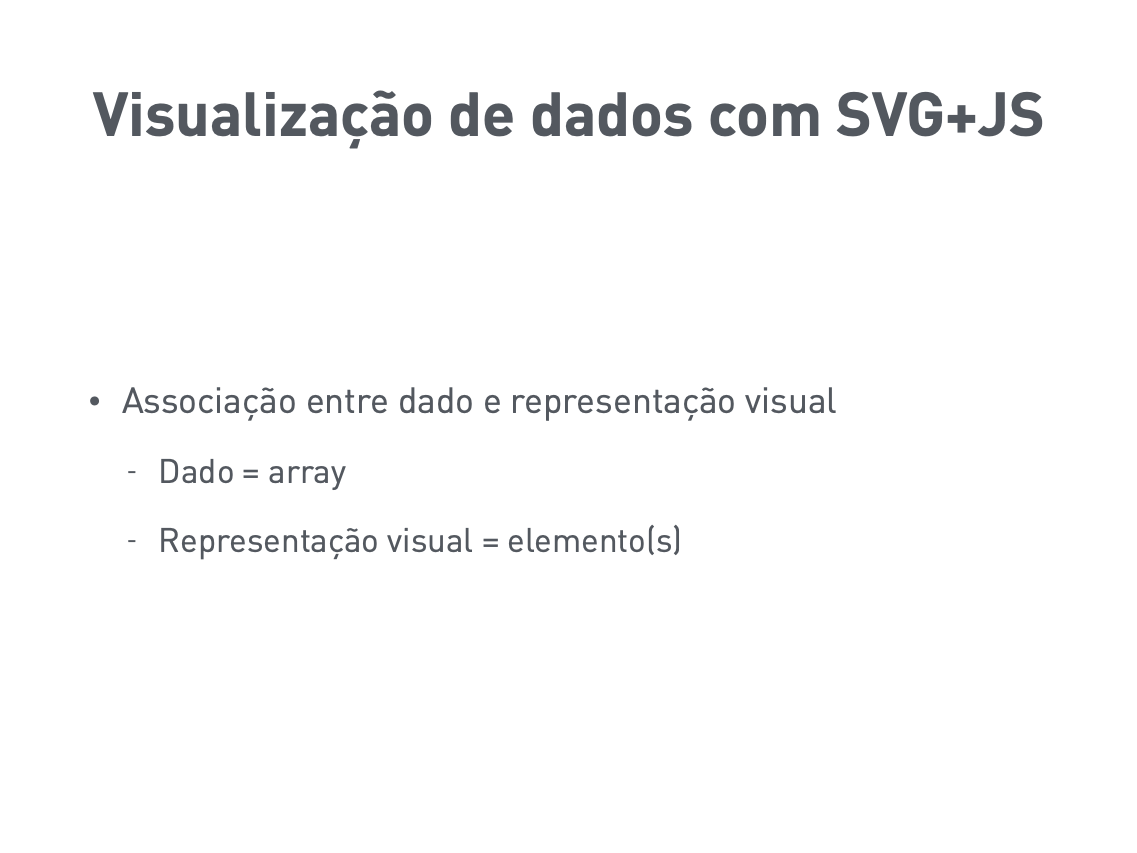 Visualização de dados com SVG+JS
• Associação entre dado e representação visual
- Dado = array
- Representação visual = elemento(s)